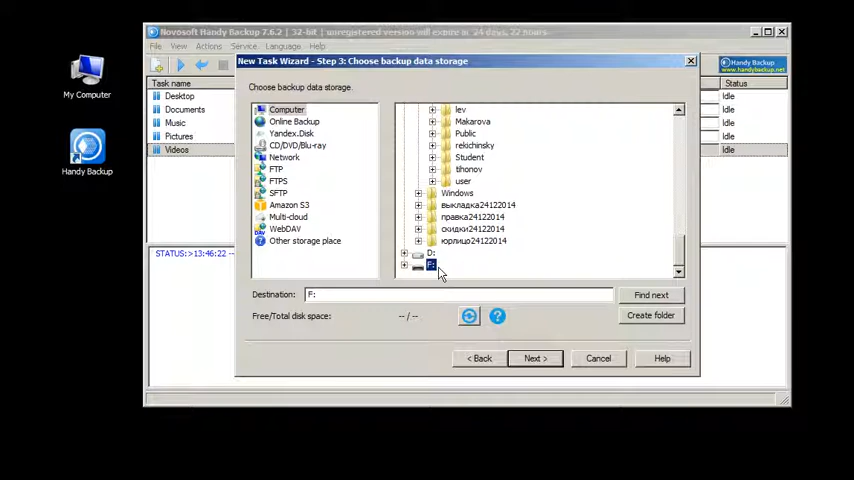 Novosoft Handy Backup 7.6.2 | 32-bit | unregistered version will expire in 24 days, 22 hours
File View Actions Service Language Help
New Task Wizard - Step 3: Choose backup data storage
Handy Backup
www.handybackup.net
My Computer
Handy Backup
Task name
Status
Desktop
Idle
Documents
Idle
Music
Idle
Pictures
Idle
Videos
Idle
STATUS:>13:46:22
Choose backup data storage.
Computer
Online Backup
Yandex.Disk
CD/DVD/Blu-ray
Network
FTP
FTPS
SFTP
Amazon S3
Multi-cloud
WebDAV
Other storage place
lev
Makarova
Public
rekichinsky
Student
tihonov
user
Windows
выкладка24122014
правка24122014
скидки24122014
юрлицо24122014
D:
F:
Destination: F: Find next
Free/Total disk space: -- / -- Create folder
< Back Next > Cancel Help